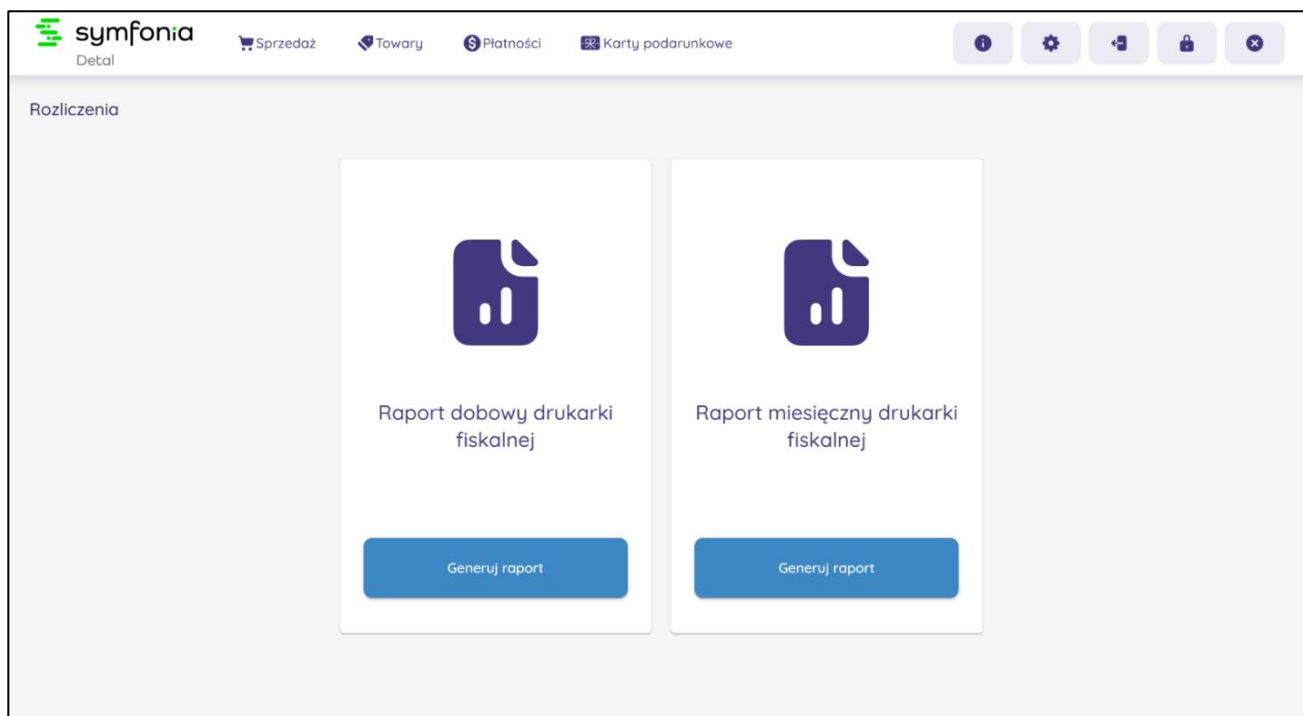 symfonia
Detal
Sprzedaż Towary Płatności Karty podarunkowe
Rozliczenia
Raport dobowy drukarki
fiskalnej
Generuj raport
Raport miesięczny drukarki
fiskalnej
Generuj raport